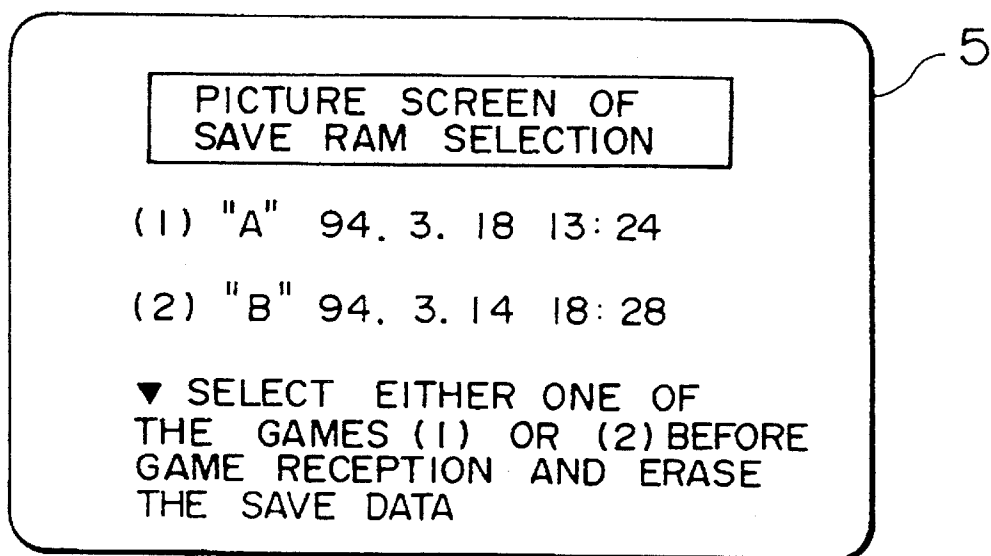 5
PICTURE SCREEN OF
SAVE RAM SELECTION
(1) "A" 94. 3. 18 13:24
(2) "B" 94. 3. 14 18:28
▼ SELECT EITHER ONE OF
THE GAMES (1) OR (2) BEFORE
GAME RECEPTION AND ERASE
THE SAVE DATA